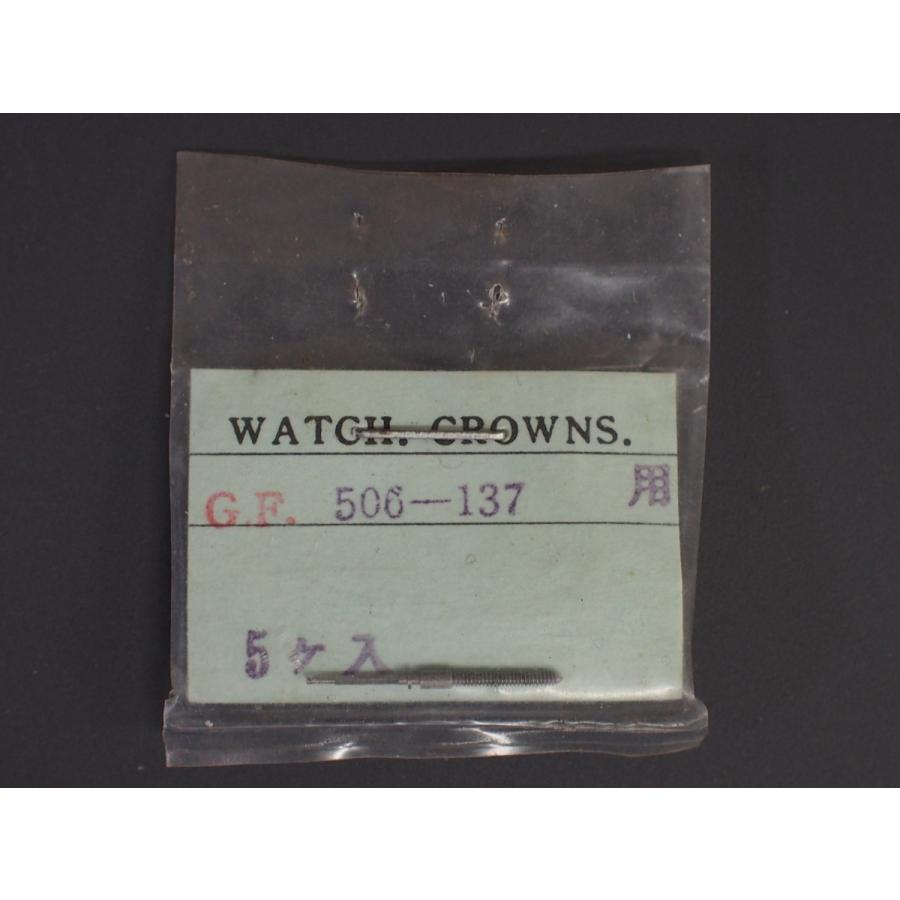 WATCH. CROWNS.
G.F. 506—137 用
5ヶ入